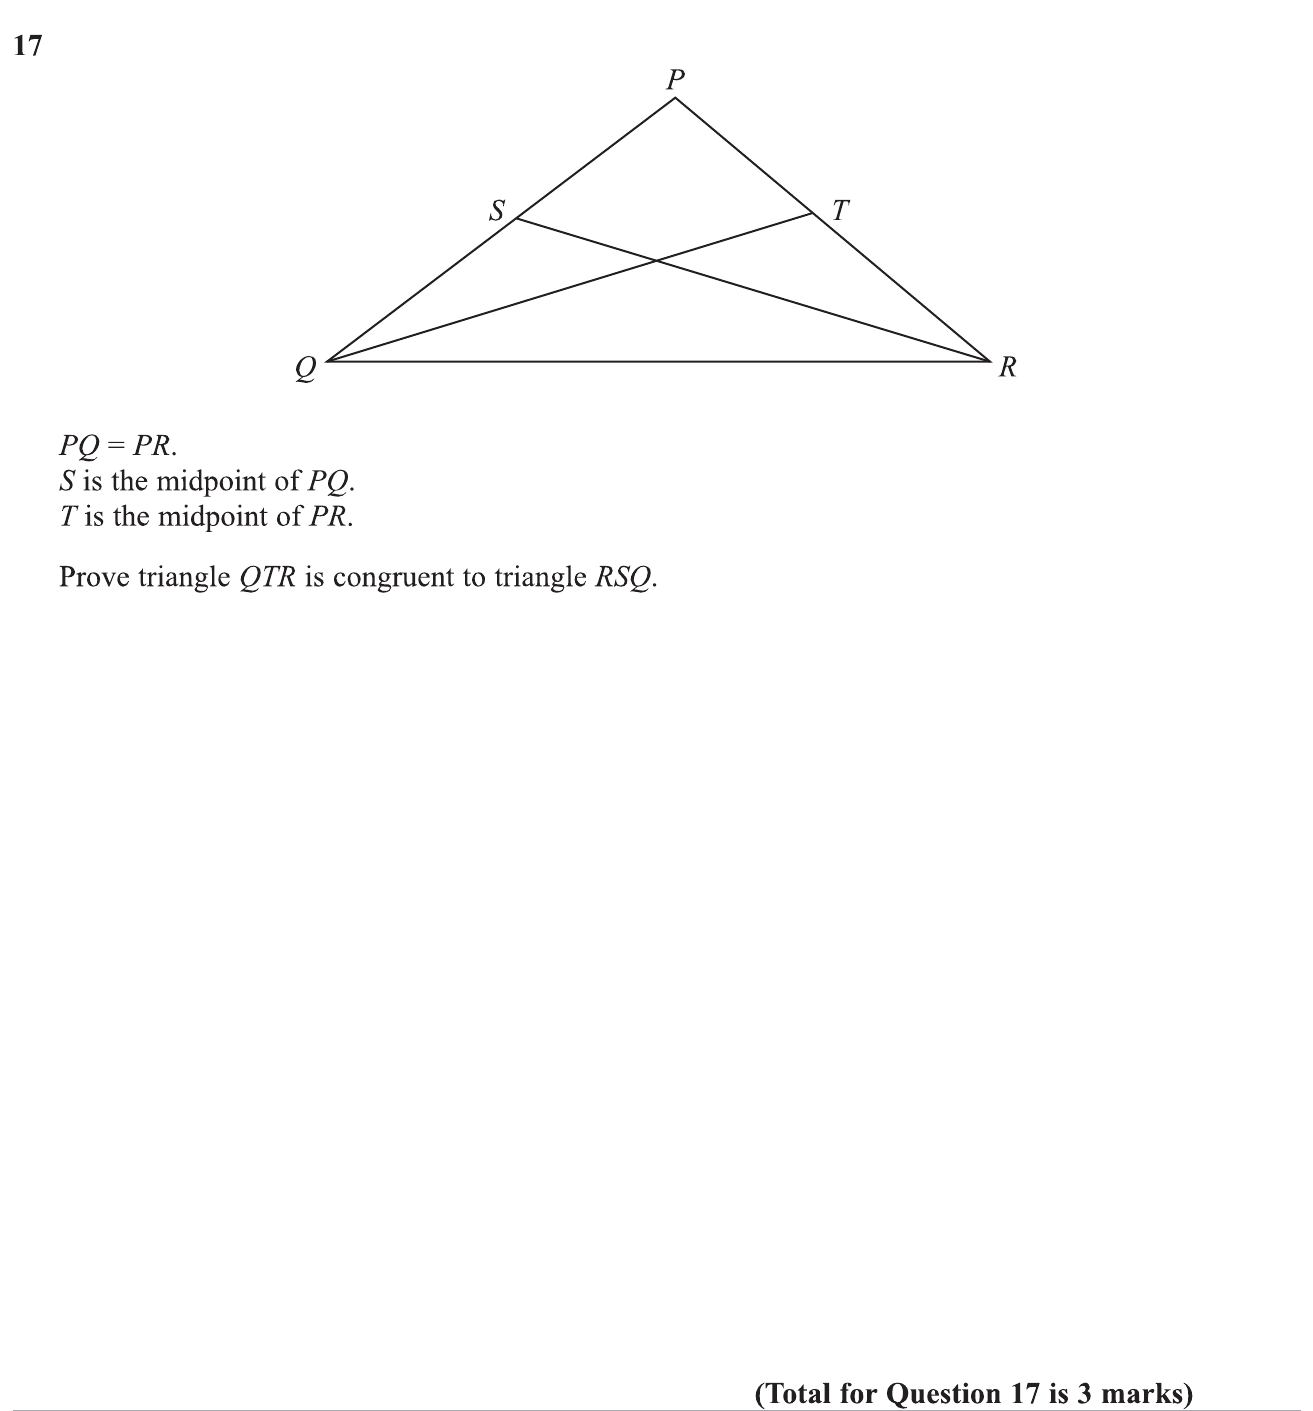 17
P
S
T
Q
R
PQ = PR.
S is the midpoint of PQ.
T is the midpoint of PR.
Prove triangle QTR is congruent to triangle RSQ.
(Total for Question 17 is 3 marks)